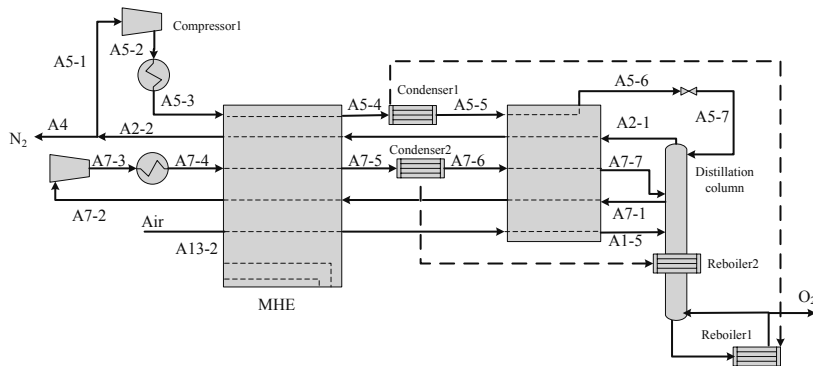 Compressor1
A5-2
A5-1
A5-3
A5-4
Condenser1
A5-5
A5-6
A5-7
N2
A4
A2-2
A2-1
A7-3
A7-4
A7-5
Condenser2
A7-6
A7-7
Distillation
column
A7-2
A7-1
Air
A13-2
A1-5
MHE
Reboiler2
O2
Reboiler1